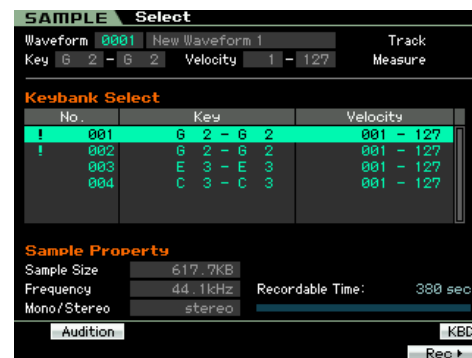 SAMPLE Select
Waveform 0001 New Waveform 1 Track
Key G 2 - G 2 Velocity 1 - 127 Measure
Keybank Select
No. Key Velocity
! 001 G 2 - G 2 001 - 127
! 002 G 2 - G 2 001 - 127
003 E 3 - E 3 001 - 127
004 C 3 - C 3 001 - 127
Sample Property
Sample Size 617.7KB
Frequency 44.1kHz Recordable Time: 380 sec
Mono/Stereo stereo
Audition KBD
Rec